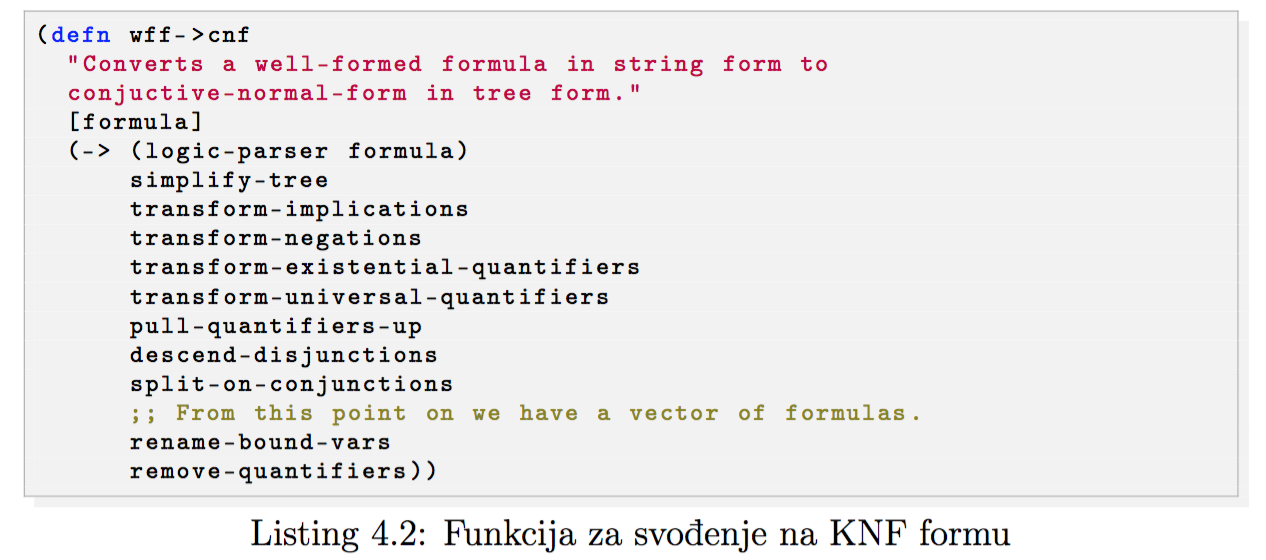 (defn wff->cnf
"Converts a well-formed formula in string form to
conjuctive-normal-form in tree form."
[formula]
(-> (logic-parser formula)
simplify-tree
transform-implications
transform-negations
transform-existential-quantifiers
transform-universal-quantifiers
pull-quantifiers-up
descend-disjunctions
split-on-conjunctions
;; From this point on we have a vector of formulas.
rename-bound-vars
remove-quantifiers))
Listing 4.2: Funkcija za svođenje na KNF formu